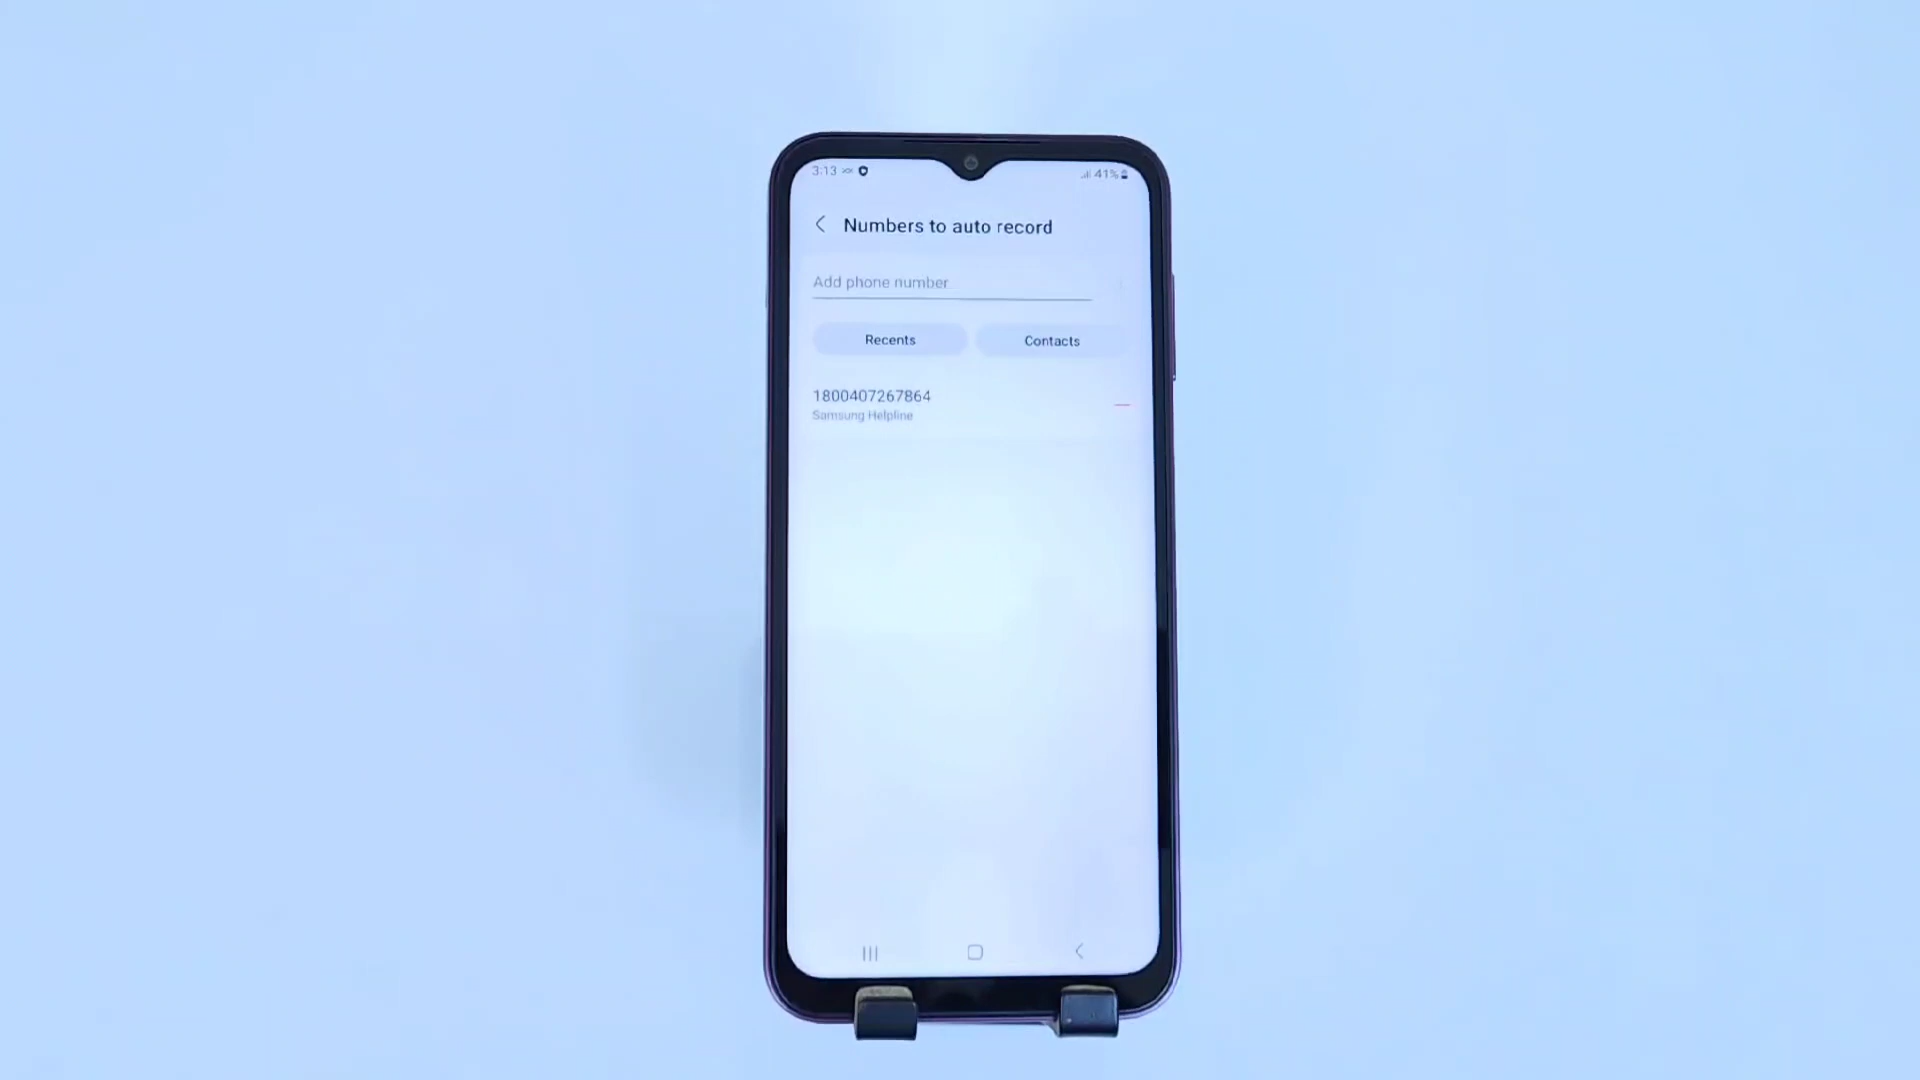 3:13
41%
Numbers to auto record
Add phone number
Recents
Contacts
1800407267864
Samsung Helpline